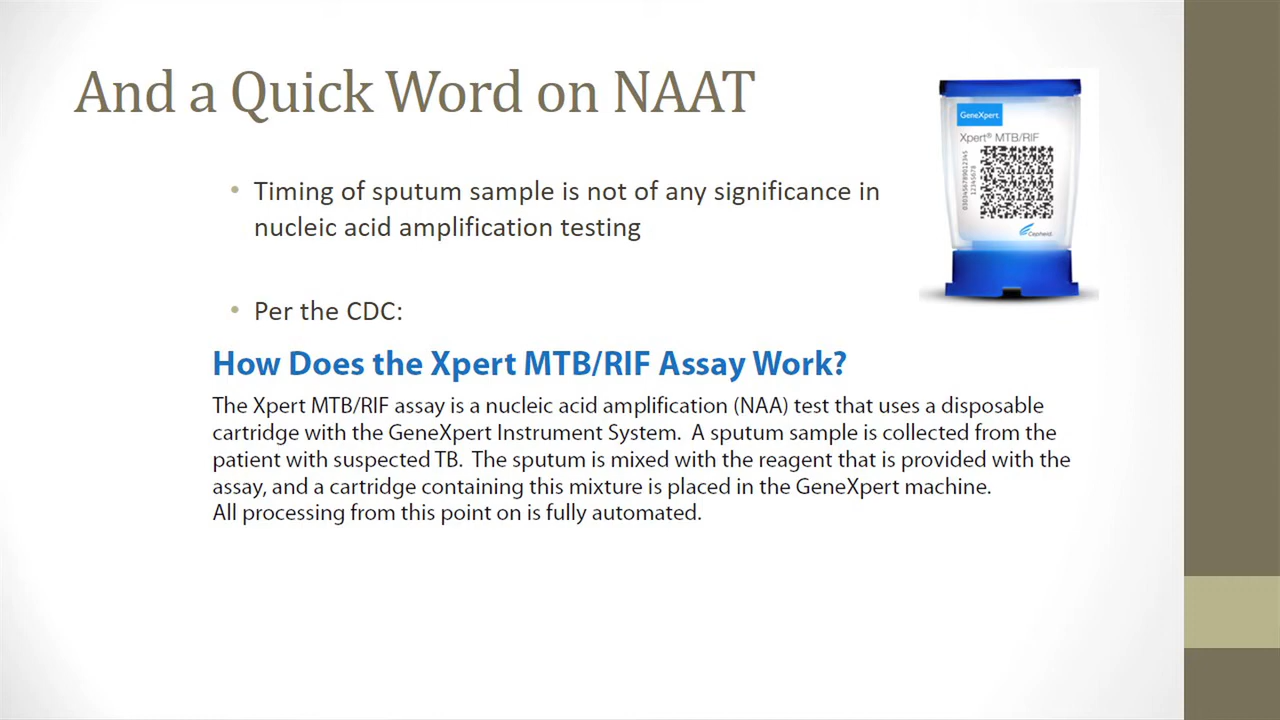 And a Quick Word on NAAT
GeneXpert.
Xpert® MTB/RIF
0303456789012345
12345678
Cepheid.
• Timing of sputum sample is not of any significance in
nucleic acid amplification testing
• Per the CDC:
How Does the Xpert MTB/RIF Assay Work?
The Xpert MTB/RIF assay is a nucleic acid amplification (NAA) test that uses a disposable
cartridge with the GeneXpert Instrument System. A sputum sample is collected from the
patient with suspected TB. The sputum is mixed with the reagent that is provided with the
assay, and a cartridge containing this mixture is placed in the GeneXpert machine.
All processing from this point on is fully automated.